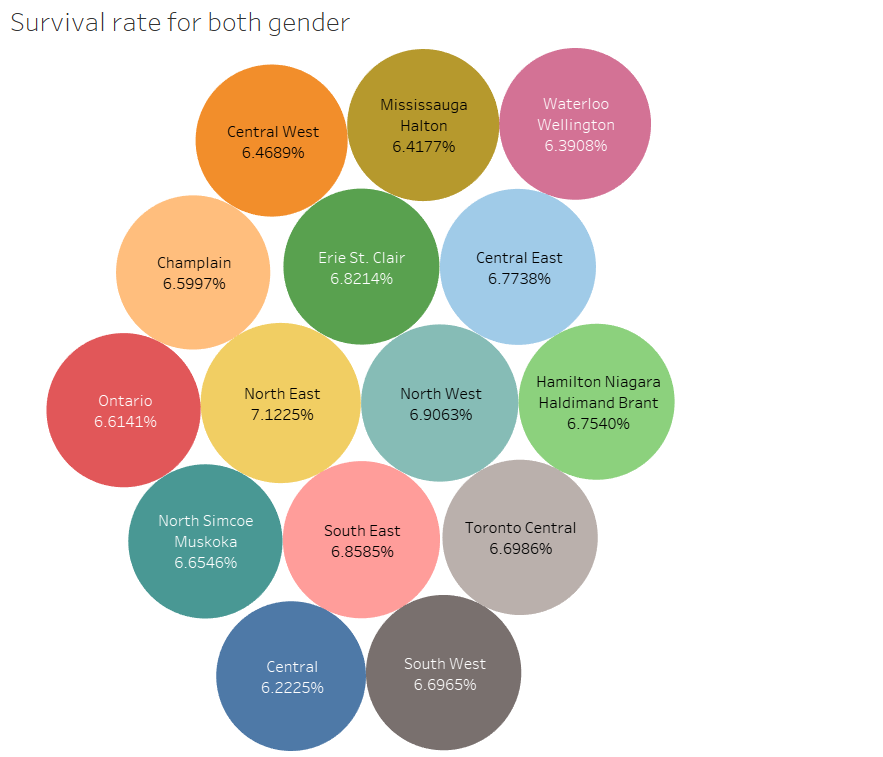 Survival rate for both gender
Central West
6.4689%
Mississauga
Halton
6.4177%
Waterloo
Wellington
6.3908%
Champlain
6.5997%
Erie St. Clair
6.8214%
Central East
6.7738%
Ontario
6.6141%
North East
7.1225%
North West
6.9063%
Hamilton Niagara
Haldimand Brant
6.7540%
North Simcoe
Muskoka
6.6546%
South East
6.8585%
Toronto Central
6.6986%
Central
6.2225%
South West
6.6965%